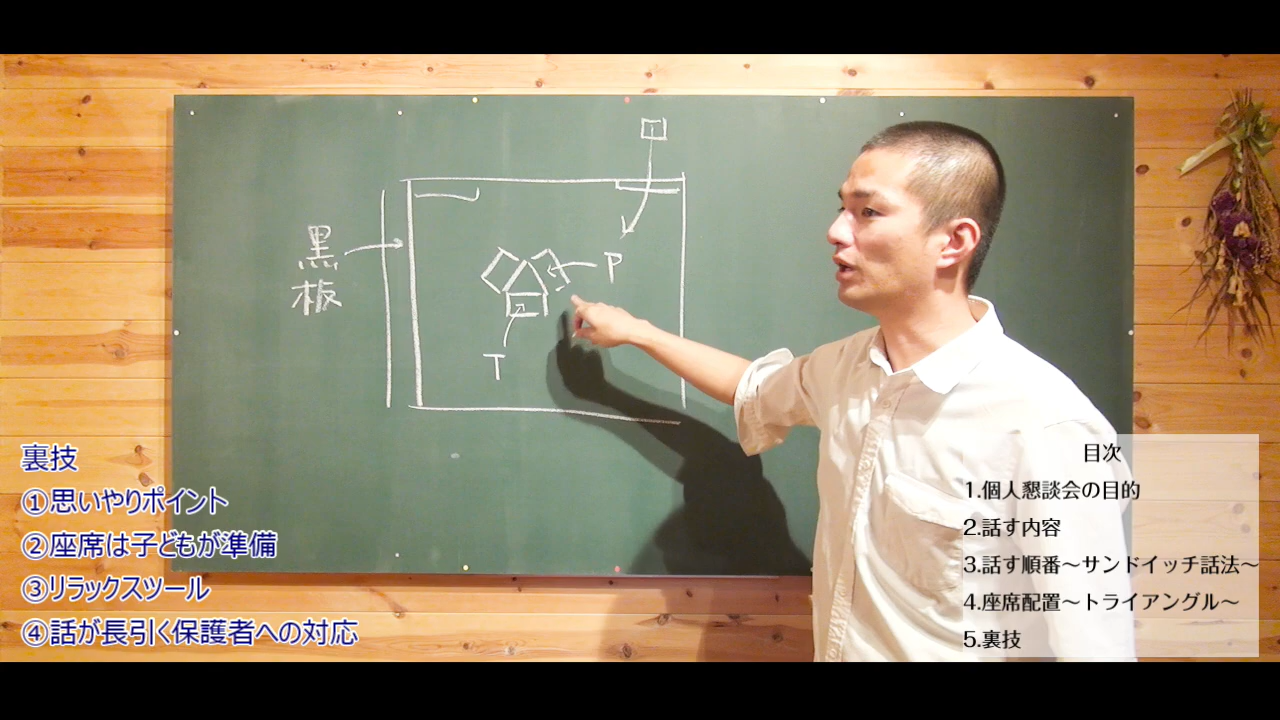 黒板
P
T
裏技
①思いやりポイント
②座席は子どもが準備
③リラックスツール
④話が長引く保護者への対応
目次
1.個人懇談会の目的
2.話す内容
3.話す順番～サンドイッチ話法～
4.座席配置～トライアングル～
5.裏技